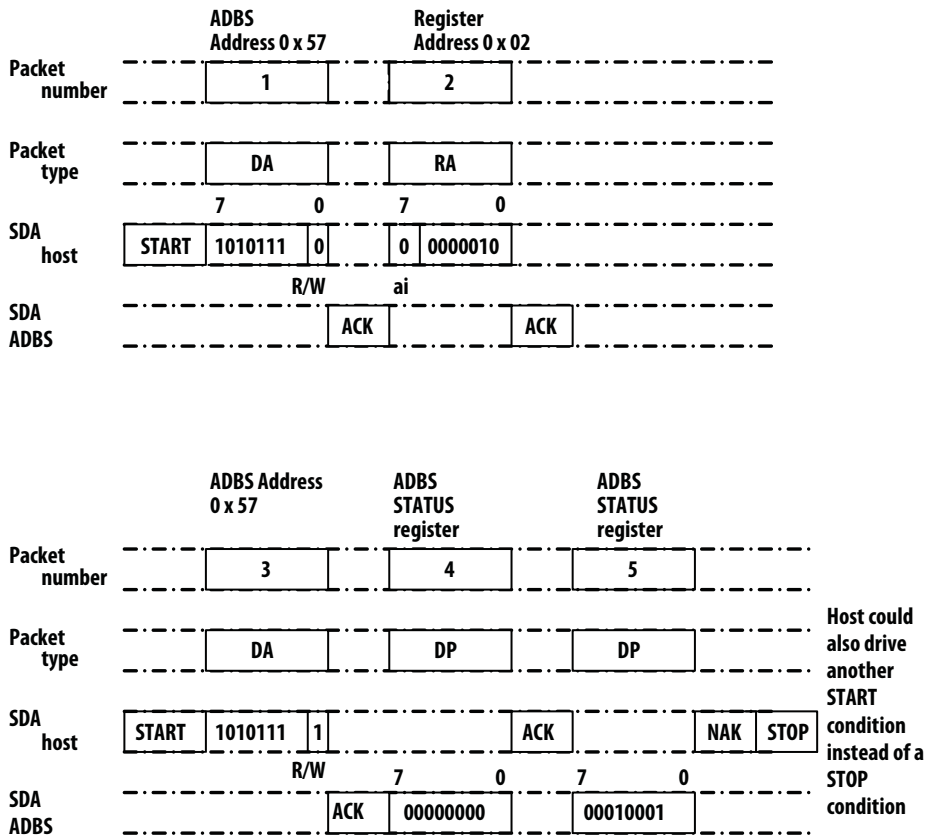 ADBS
Address 0 x 57
Register
Address 0 x 02
Packet
number
1
2
Packet
type
DA
RA
7 0 7 0
SDA
host
START 1010111 0 0 0000010
R/W ai
SDA
ADBS
ACK ACK
ADBS Address
0 x 57
ADBS
STATUS
register
ADBS
STATUS
register
Packet
number
3 4 5
Packet
type
DA DP DP
SDA
host
START 1010111 1 ACK NAK STOP
R/W 7 0 7 0
SDA
ADBS
ACK 00000000 00010001
Host could
also drive
another
START
condition
instead of a
STOP
condition